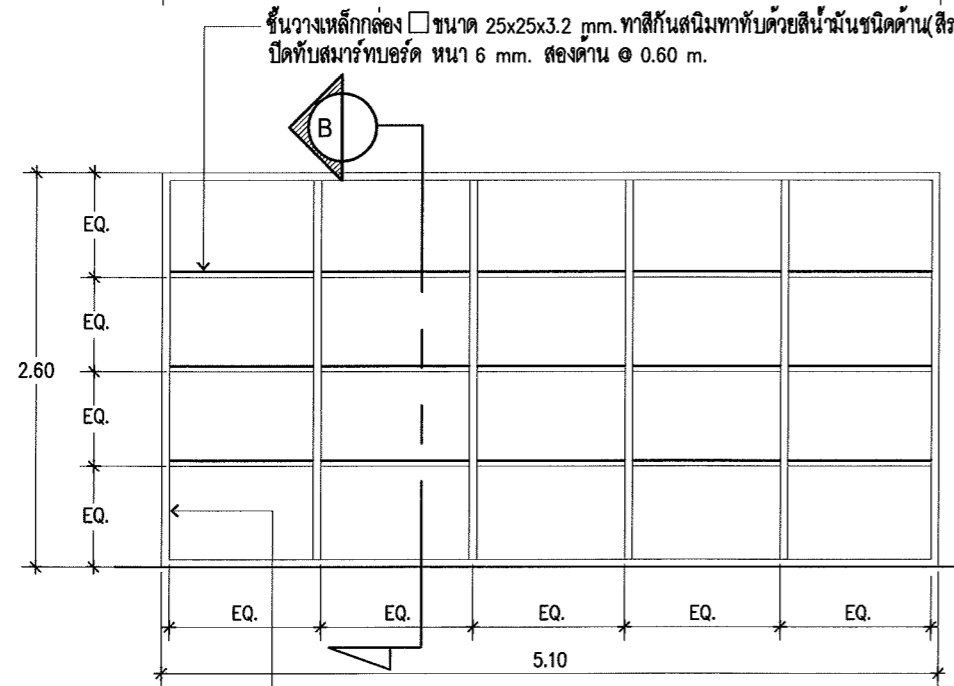 ชั้นวางเหล็กกล่อง □ ขนาด 25x25x3.2 mm. ทาสีกันสนิมทาทับด้วยสีน้ำมันชนิดด้าน
ปิดทับสมาร์ทบอร์ด หนา 6 mm. สองด้าน @ 0.60 m.
B
EQ.
EQ.
2.60
EQ.
EQ.
EQ. EQ. EQ. EQ. EQ.
5.10